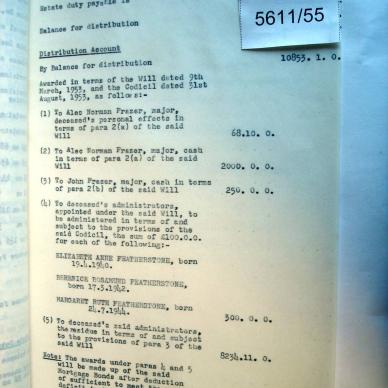 Estate duty payable is
Balance for distribution
5611/55
Distribution Account
By Balance for distribution 10853. 1. 0.
Awarded in terms of the Will dated 9th
March, 1953, and the Codicil dated 31st
August, 1953, as follows:-
(1) To Alec Norman Frazer, major,
deceased's personal effects in
terms of para 2(a) of the said
Will 68.10. 0.
(2) To Alec Norman Frazer, major, cash
in terms of para 2(b) of the said
Will 2000. 0. 0.
(3) To John Frazer, major, cash in terms
of para 2(b) of the said Will 250. 0. 0.
(4) To deceased's administrators,
appointed under the said Will, to
be administered in terms of and
subject to the provisions of the
said Codicil, the sum of £100.0.0.
for each of the following:-
ELIZABETH ANNE FEATHERSTONE, born
19.4.1940.
BERENICE ROSAMUND FEATHERSTONE,
born 17.3.1942.
MARGARET RUTH FEATHERSTONE, born
24.7.1944. 300. 0. 0.
(5) To deceased's said administrators,
the residue in terms of and subject
to the provisions of para 3 of the
said Will 8234.11. 0.
Note: The awards under paras 4 and 5
will be made up of the said
Mortgage Bonds after deduction
of sufficient to meet the